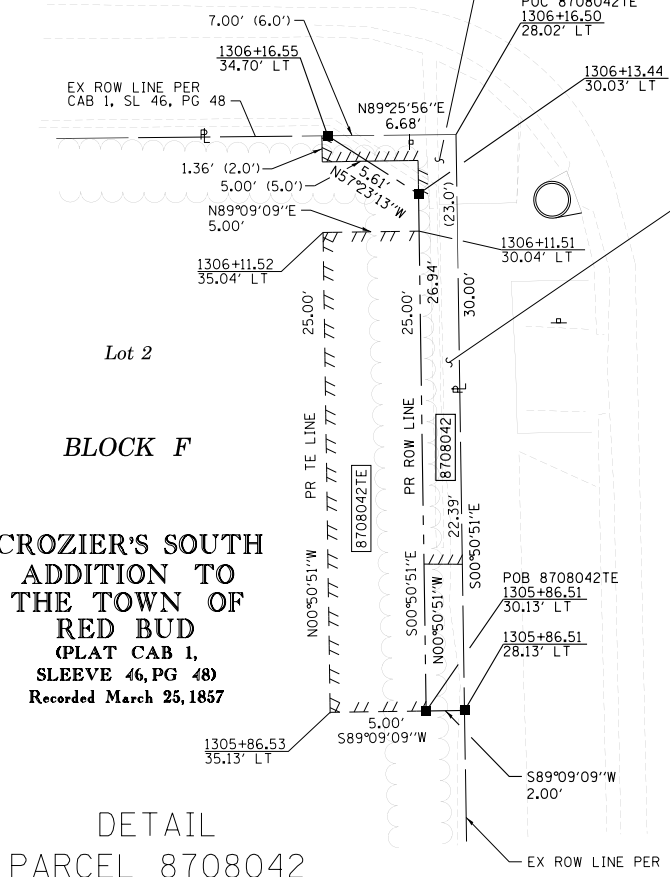 POC 8708042TE
1306+16.50
28.02' LT
7.00' (6.0')
1306+16.55
34.70' LT
1306+13.44
30.03' LT
EX ROW LINE PER
CAB 1, SL 46, PG 48
N89°25'56"E
6.68'
1.36' (2.0')
5.00' (5.0')
5.61'
N57°23'13"W
(23.0')
N89°09'09"E
5.00'
1306+11.51
30.04' LT
1306+11.52
35.04' LT
26.94'
30.00'
25.00'
25.00'
Lot 2
BLOCK F
PR TE LINE
PR ROW LINE
8708042
8708042TE
22.39'
S00°50'51"E
N00°50'51"W
S00°50'51"E
N00°50'51"W
CROZIER'S SOUTH
ADDITION TO
THE TOWN OF
RED BUD
(PLAT CAB 1,
SLEEVE 46, PG 48)
Recorded March 25, 1857
POB 8708042TE
1305+86.51
30.13' LT
1305+86.51
28.13' LT
5.00'
S89°09'09"W
1305+86.53
35.13' LT
S89°09'09"W
2.00'
DETAIL
PARCEL 8708042
EX ROW LINE PER